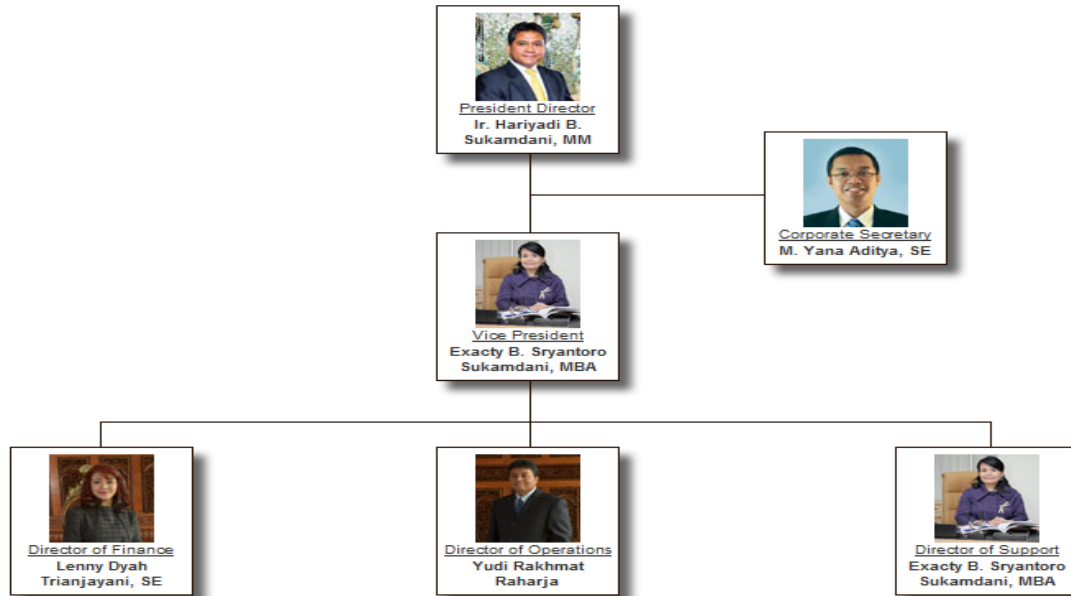 President Director
Ir. Hariyadi B.
Sukamdani, MM
Corporate Secretary
M. Yana Aditya, SE
Vice President
Exacty B. Sryantoro
Sukamdani, MBA
Director of Finance
Lenny Dyah
Trianjayani, SE
Director of Operations
Yudi Rakhmat
Raharja
Director of Support
Exacty B. Sryantoro
Sukamdani, MBA